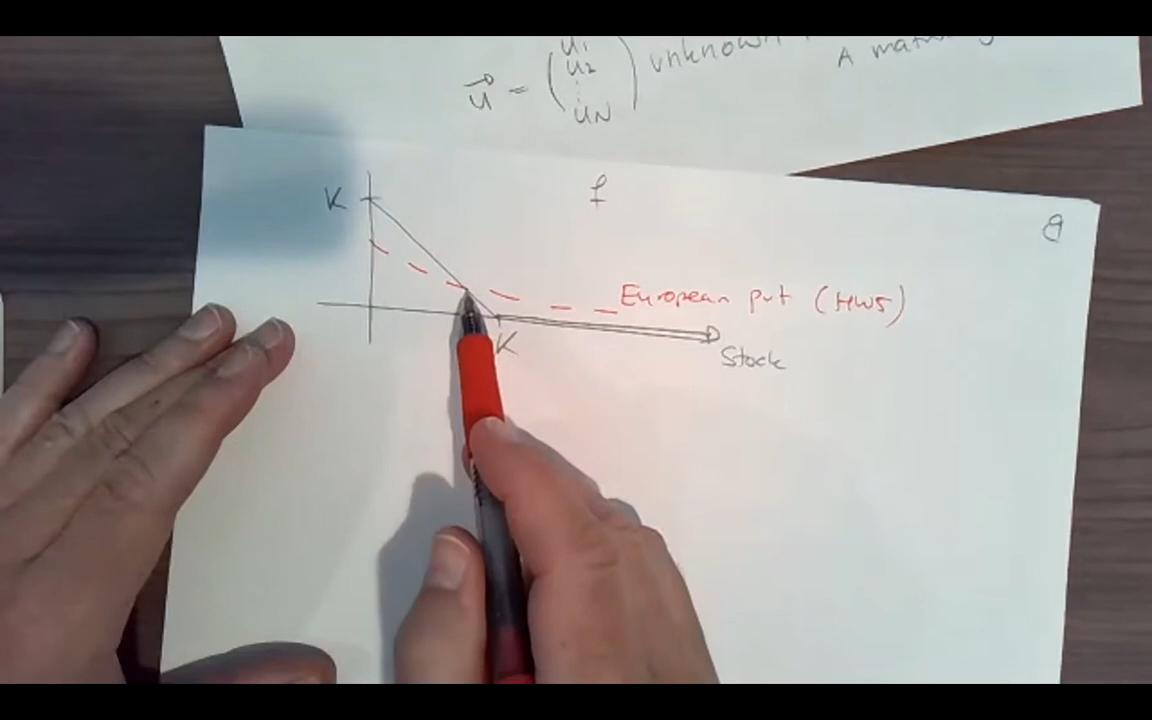 u⃗ = ( u1 unknown
u2
⋮
uN )
A
f
K
European put (HW5)
K
Stock